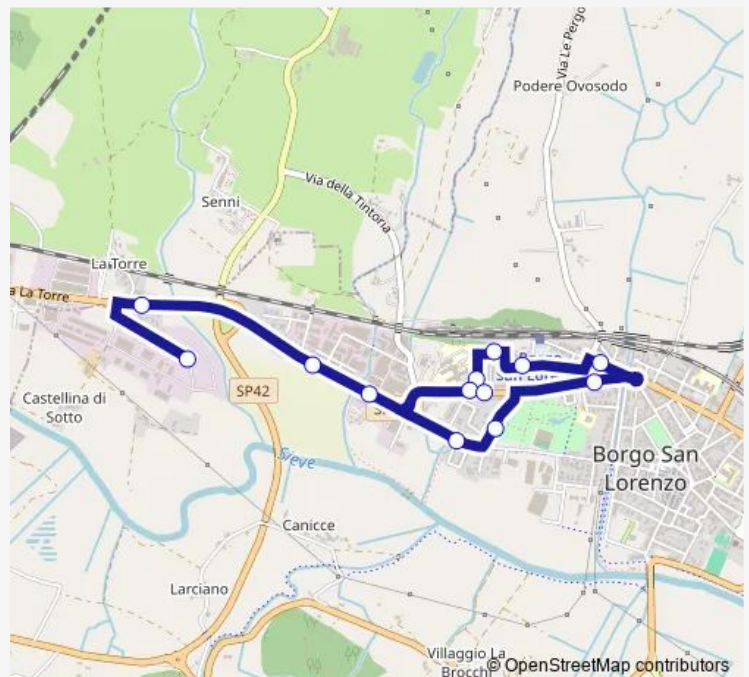 Podere Ovosodo
Via Le Pergo
Senni
Via della Tintoria
La Torre
a La Torre
SP42
Castellina di
Sotto
Sieve
Borgo San
Lorenzo
Canicce
Larciano
Villaggio La
Brocchi
© OpenStreetMap contributors